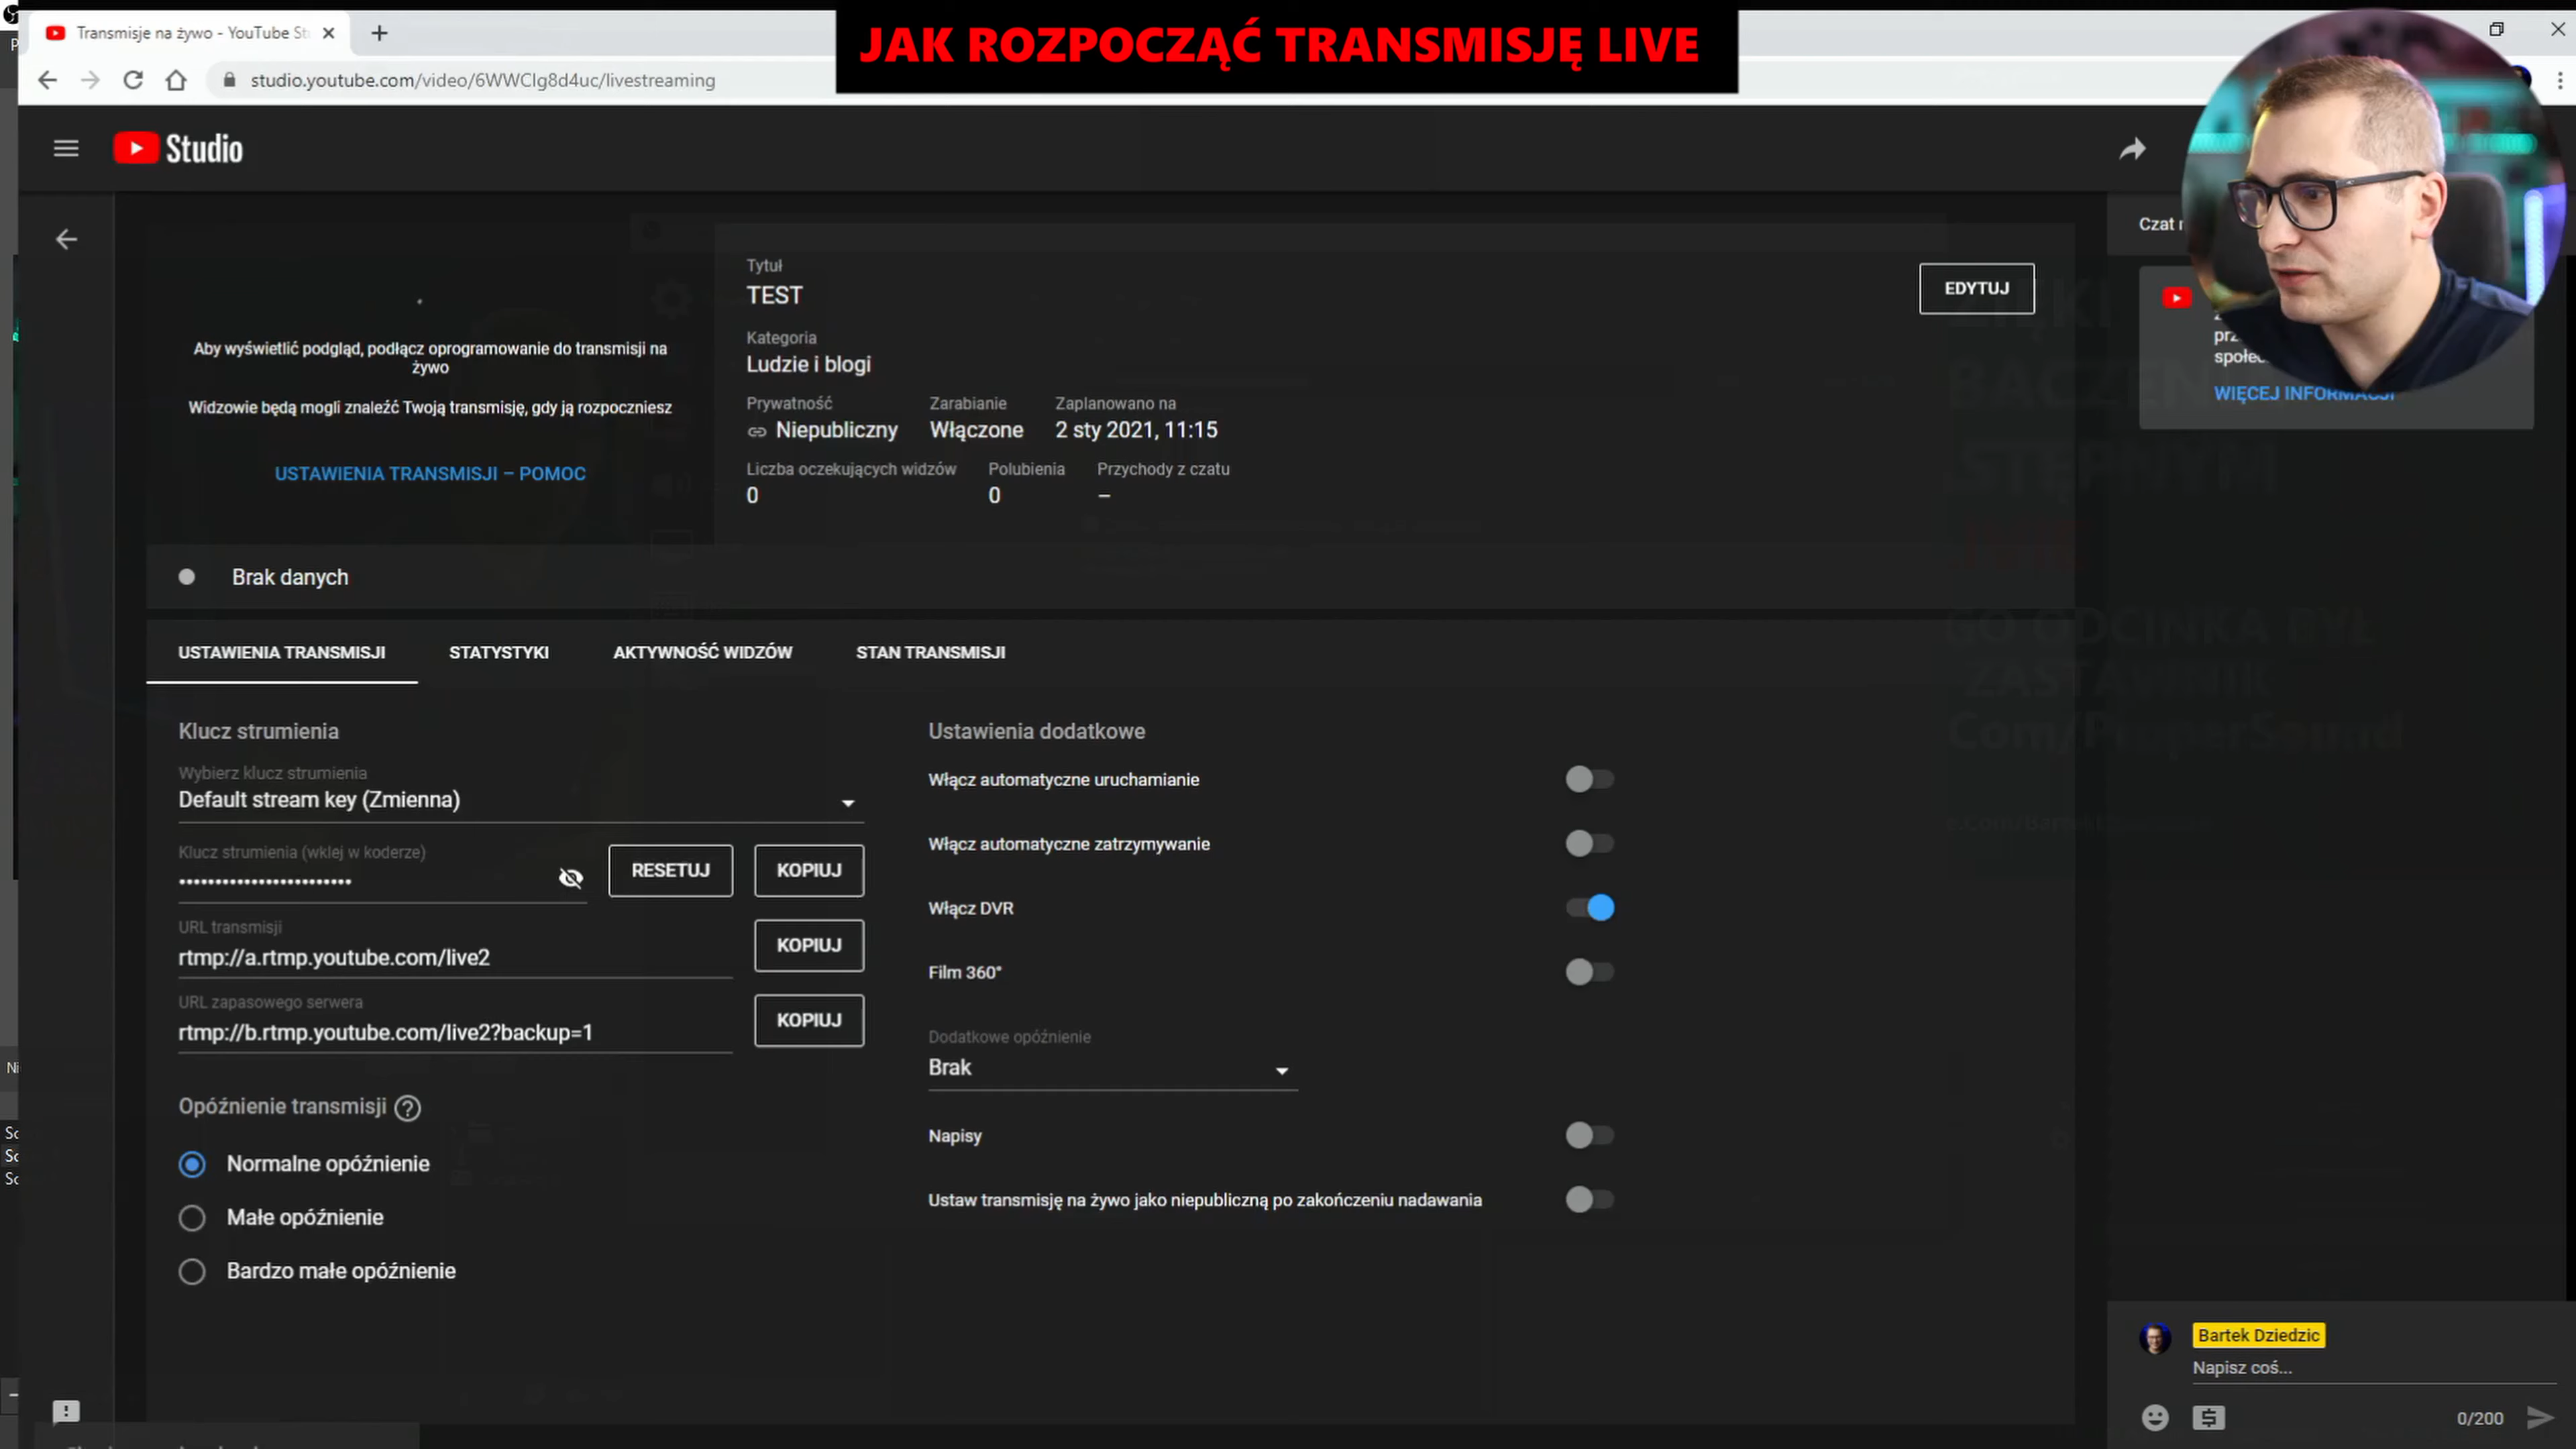 Transmisje na żywo - YouTube St
JAK ROZPOCZĄĆ TRANSMISJĘ LIVE
studio.youtube.com/video/6WWCIg8d4uc/livestreaming
Studio
Aby wyświetlić podgląd, podłącz oprogramowanie do transmisji na
żywo
Widzowie będą mogli znaleźć Twoją transmisję, gdy ją rozpoczniesz
USTAWIENIA TRANSMISJI – POMOC
Tytuł
TEST
EDYTUJ
Kategoria
Ludzie i blogi
Prywatność
Niepubliczny
Zarabianie
Włączone
Zaplanowano na
2 sty 2021, 11:15
Liczba oczekujących widzów
0
Polubienia
0
Przychody z czatu
–
Czat
społec
WIĘCEJ INFORMACJI
Brak danych
USTAWIENIA TRANSMISJI
STATYSTYKI
AKTYWNOŚĆ WIDZÓW
STAN TRANSMISJI
Klucz strumienia
Wybierz klucz strumienia
Default stream key (Zmienna)
Klucz strumienia (wklej w koderze)
••••••••••••••••••••••••
RESETUJ
KOPIUJ
URL transmisji
rtmp://a.rtmp.youtube.com/live2
KOPIUJ
URL zapasowego serwera
rtmp://b.rtmp.youtube.com/live2?backup=1
KOPIUJ
Opóźnienie transmisji
Normalne opóźnienie
Małe opóźnienie
Bardzo małe opóźnienie
Ustawienia dodatkowe
Włącz automatyczne uruchamianie
Włącz automatyczne zatrzymywanie
Włącz DVR
Film 360°
Dodatkowe opóźnienie
Brak
Napisy
Ustaw transmisję na żywo jako niepubliczną po zakończeniu nadawania
GO ODCINKA BYŁ
Bartek Dziedzic
Napisz coś...
0/200